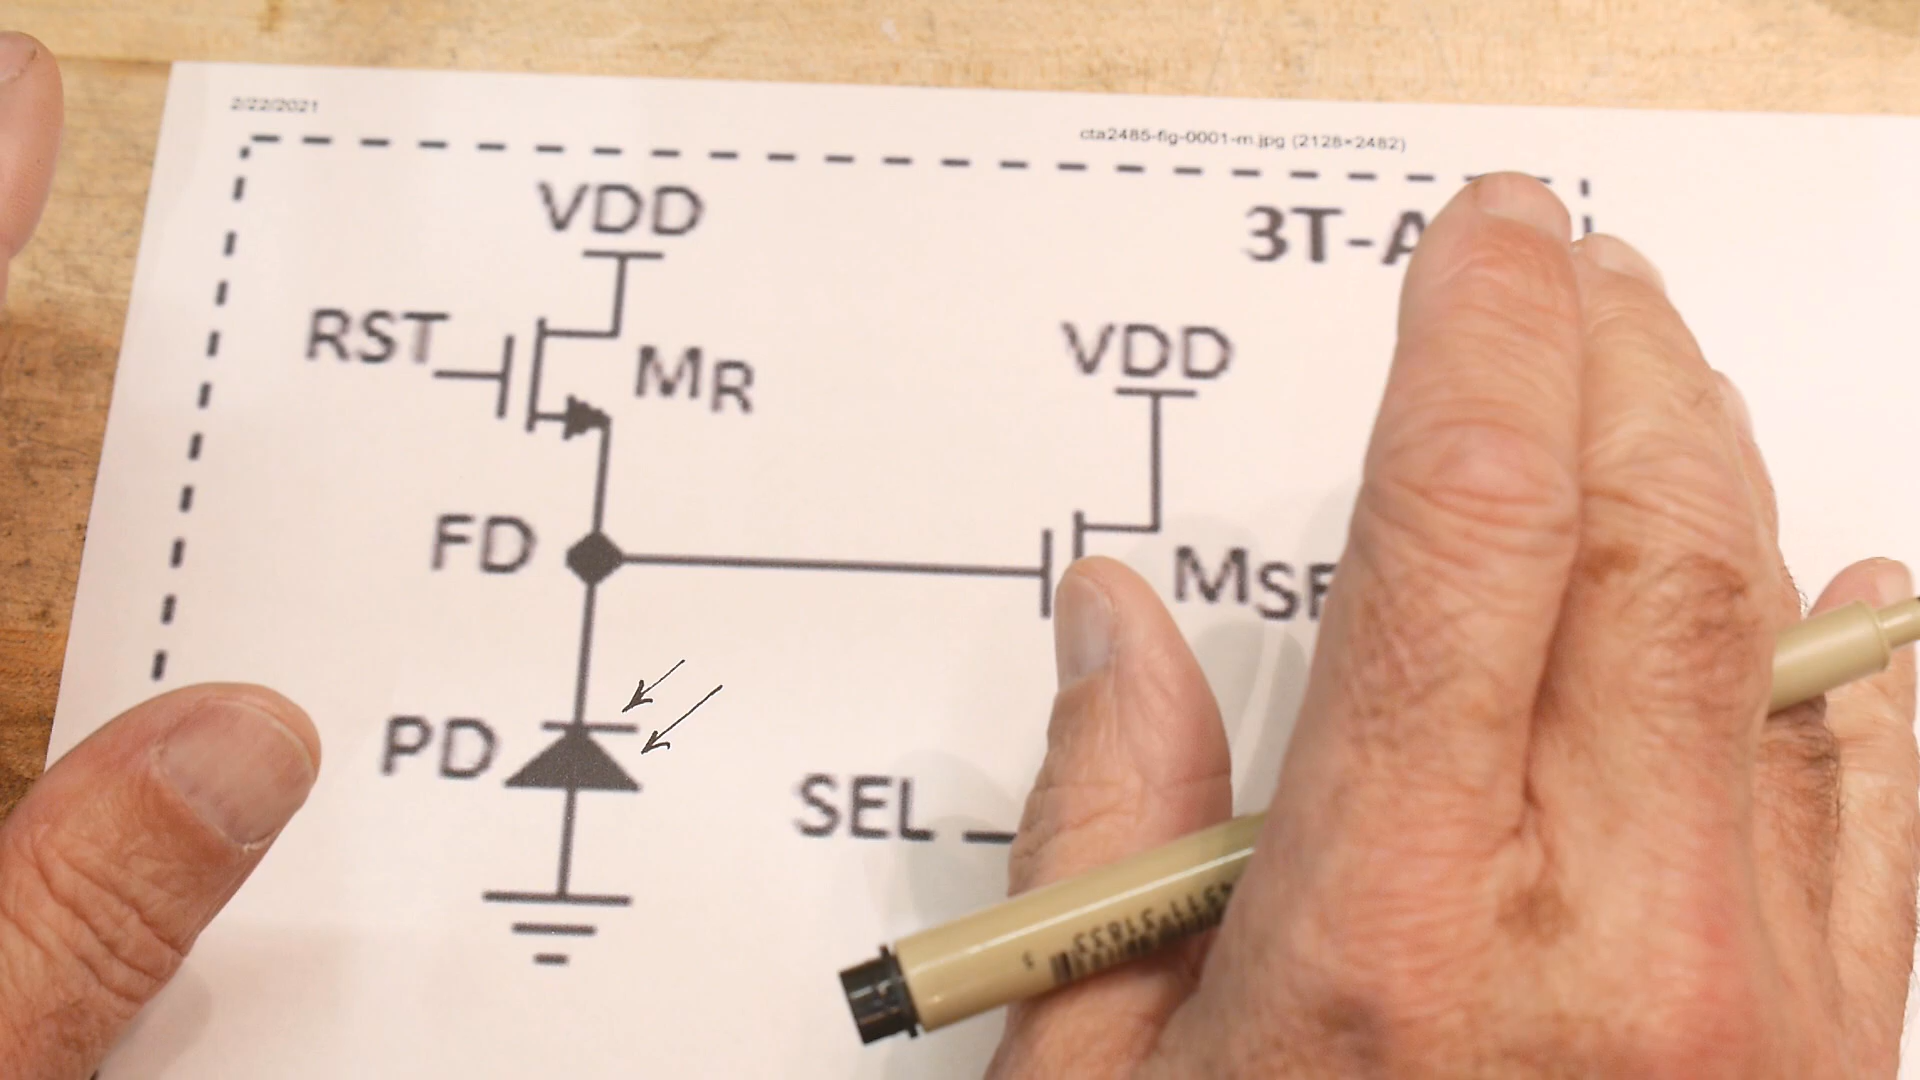 2/22/2021
cta2485-fig-0001-m.jpg (2128×2482)
VDD
3T-A
RST
MR
VDD
FD
MSF
PD
SEL